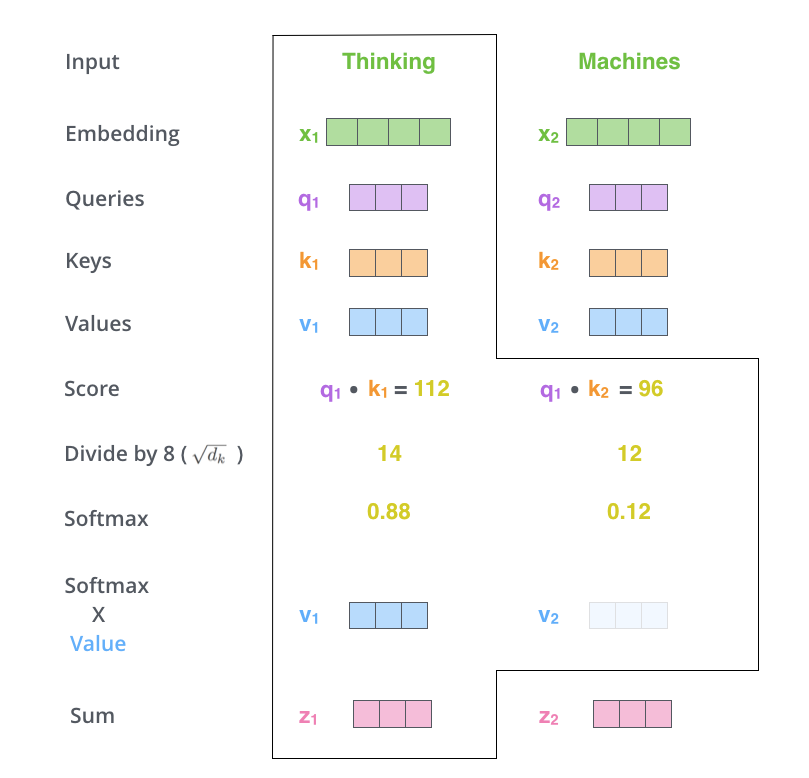 Input Thinking Machines
Embedding x1 x2
Queries q1 q2
Keys k1 k2
Values v1 v2
Score q1 • k1 = 112 q1 • k2 = 96
Divide by 8 ( √dk ) 14 12
Softmax 0.88 0.12
Softmax
X v1 v2
Value
Sum z1 z2